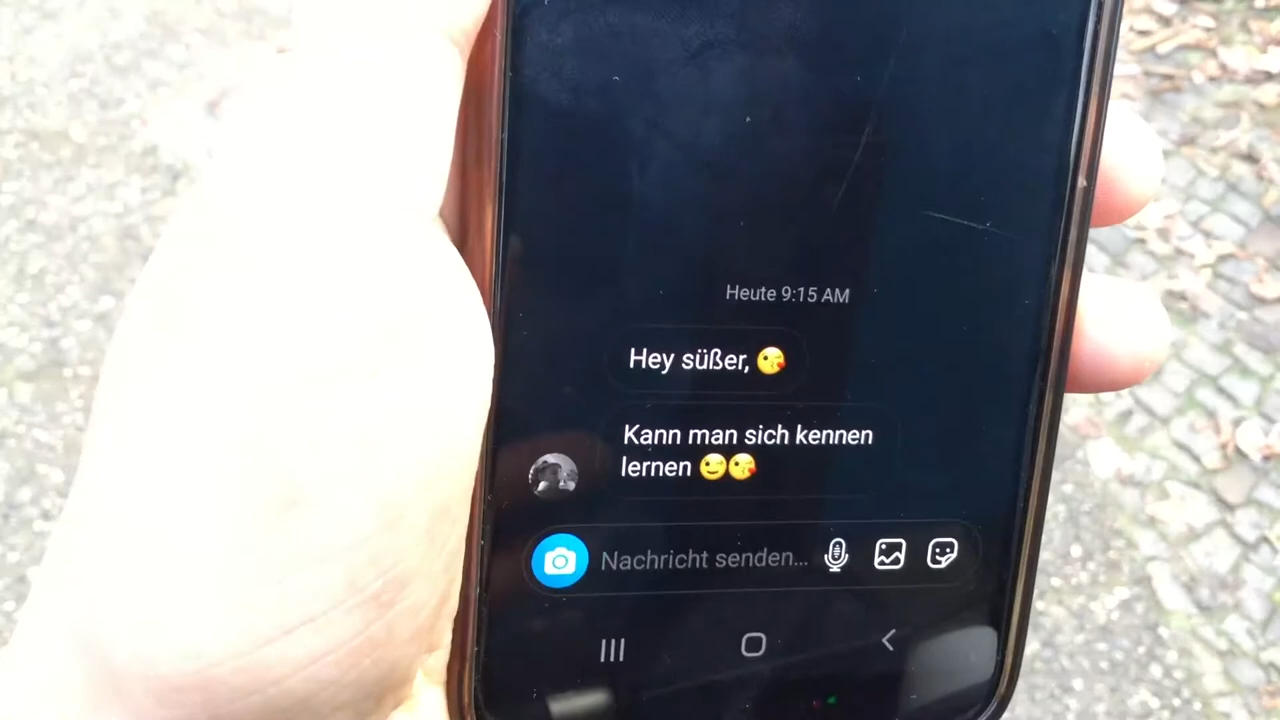 Heute 9:15 AM
Hey süßer, 😘
Kann man sich kennen
lernen 😉😘
Nachricht senden...